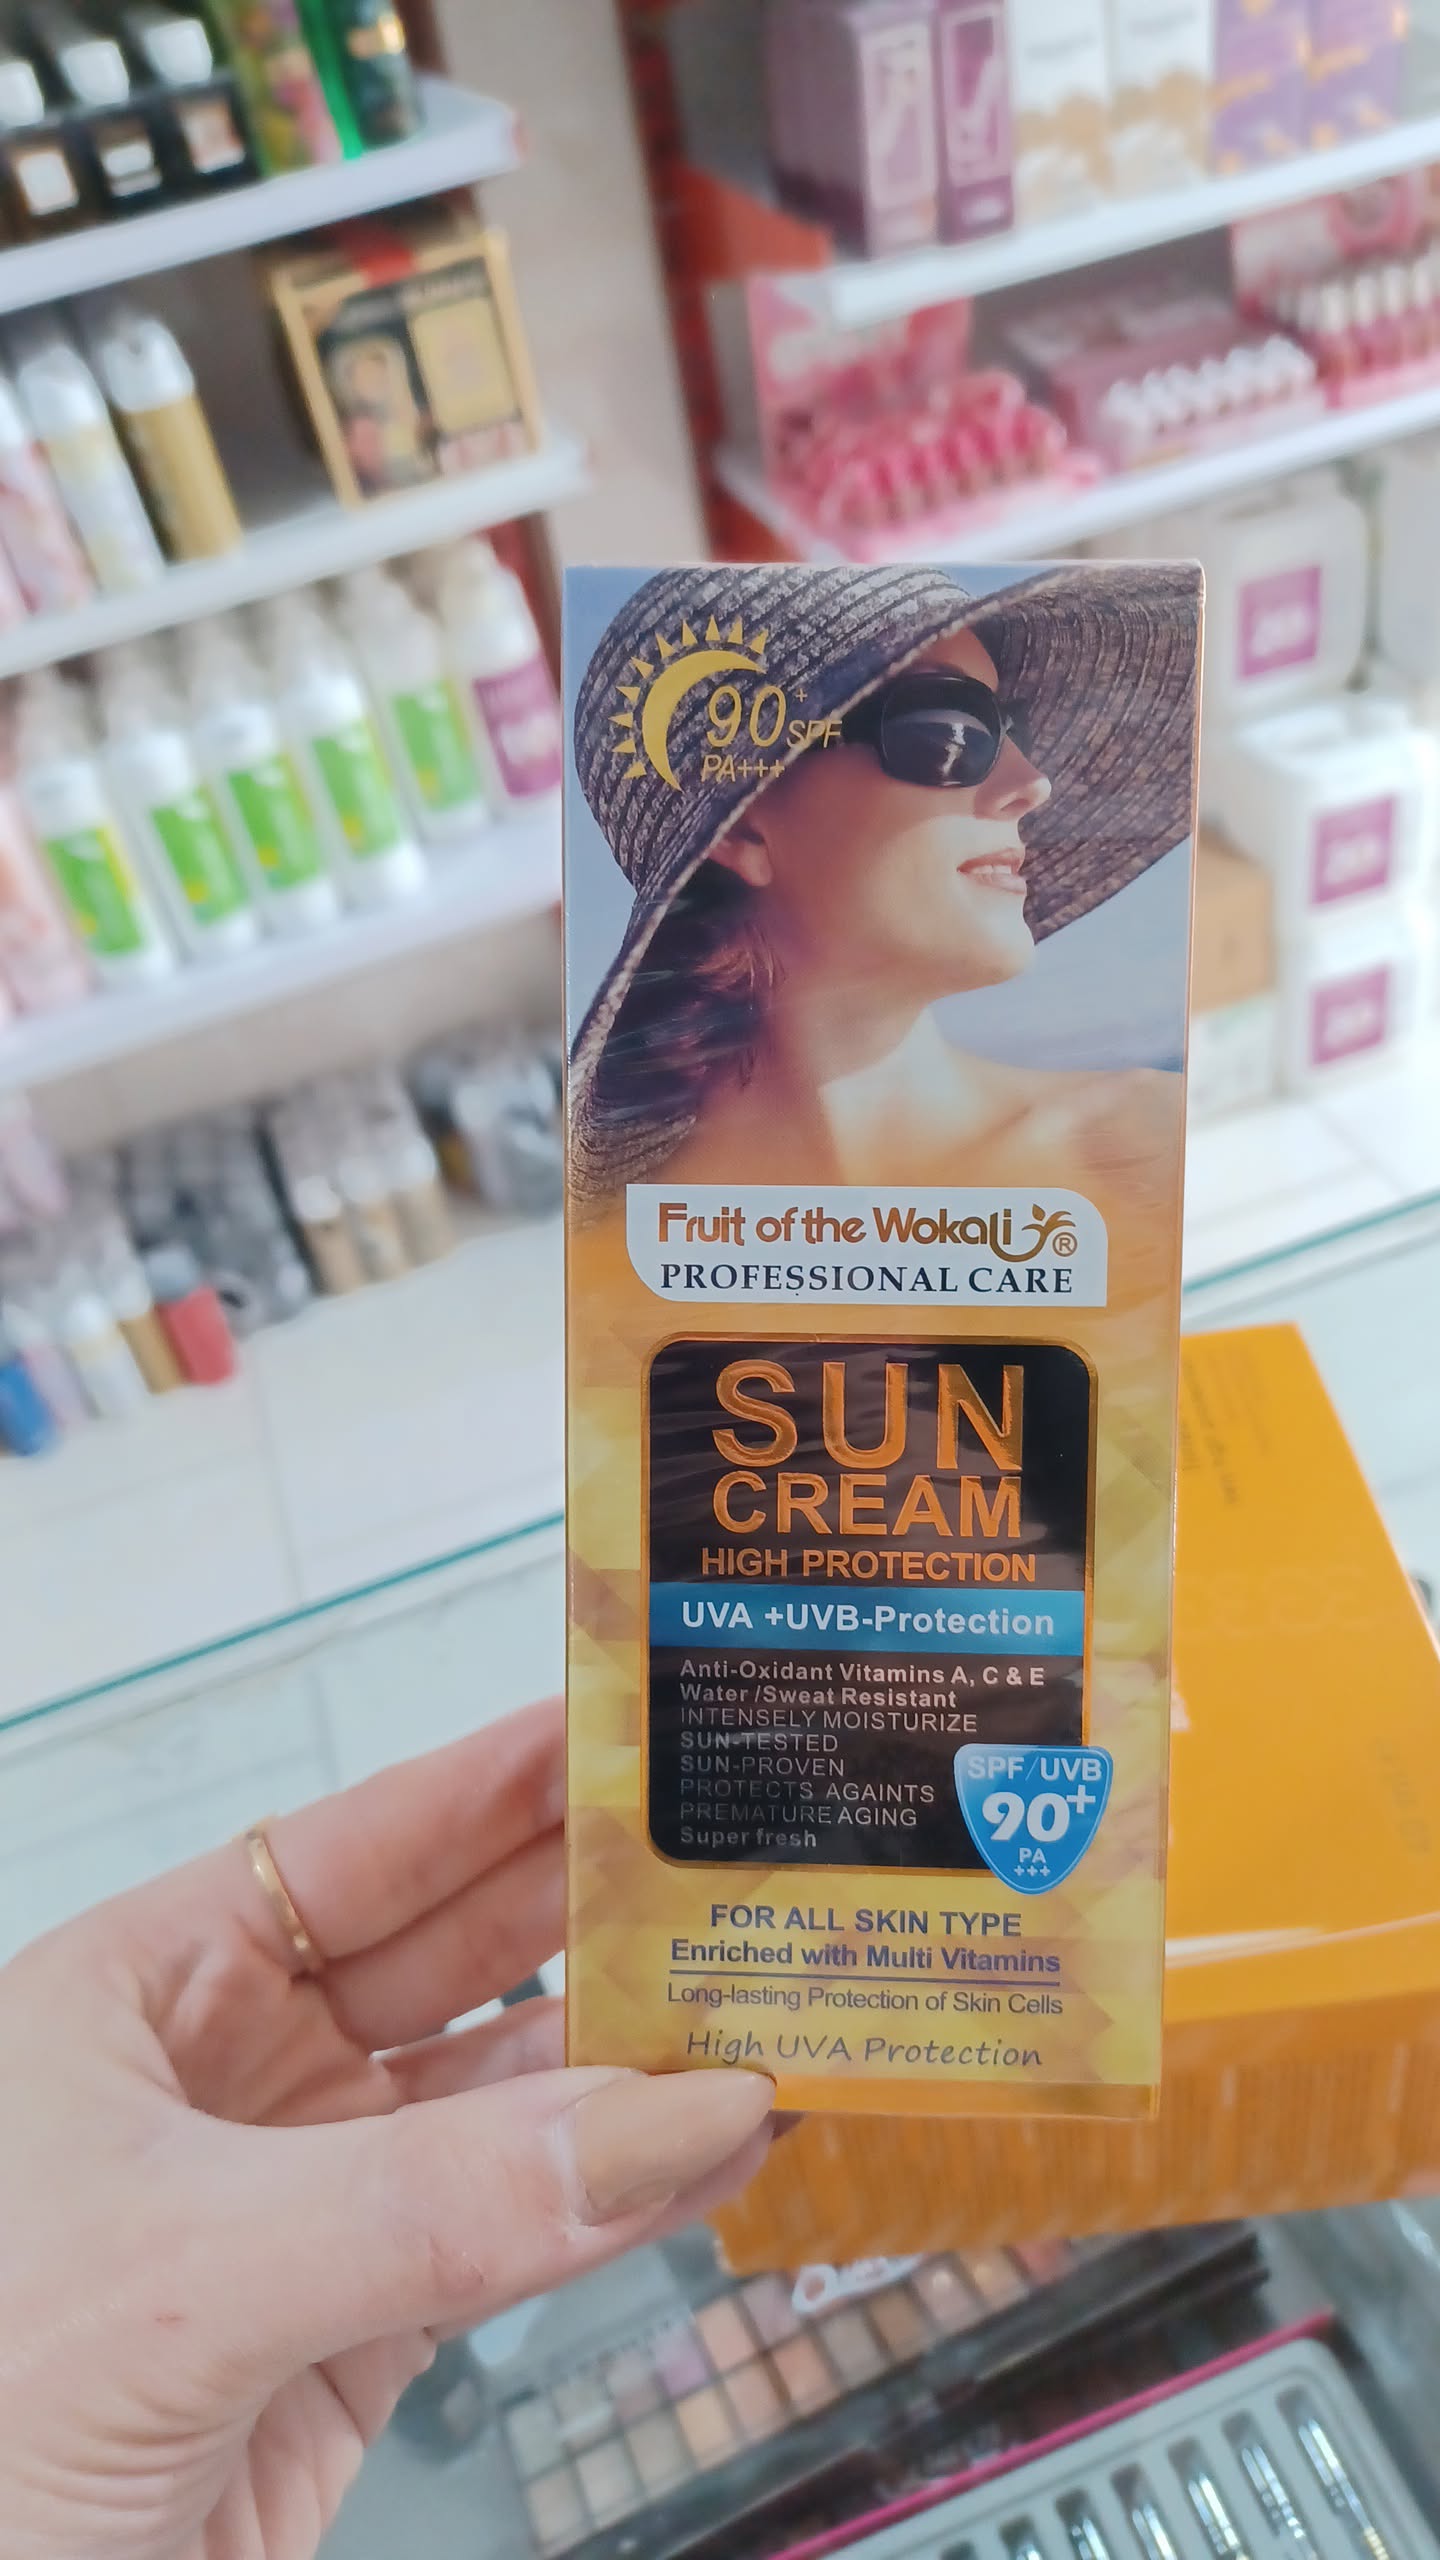 90+ SPF
PA+++
Fruit of the Wokali ®
PROFESSIONAL CARE
SUN
CREAM
HIGH PROTECTION
UVA +UVB-Protection
Anti-Oxidant Vitamins A, C & E
Water /Sweat Resistant
INTENSELY MOISTURIZE
SUN-TESTED
SUN-PROVEN
PROTECTS AGAINTS
PREMATURE AGING
Super fresh
SPF/UVB
90+
PA
+++
FOR ALL SKIN TYPE
Enriched with Multi Vitamins
Long-lasting Protection of Skin Cells
High UVA Protection